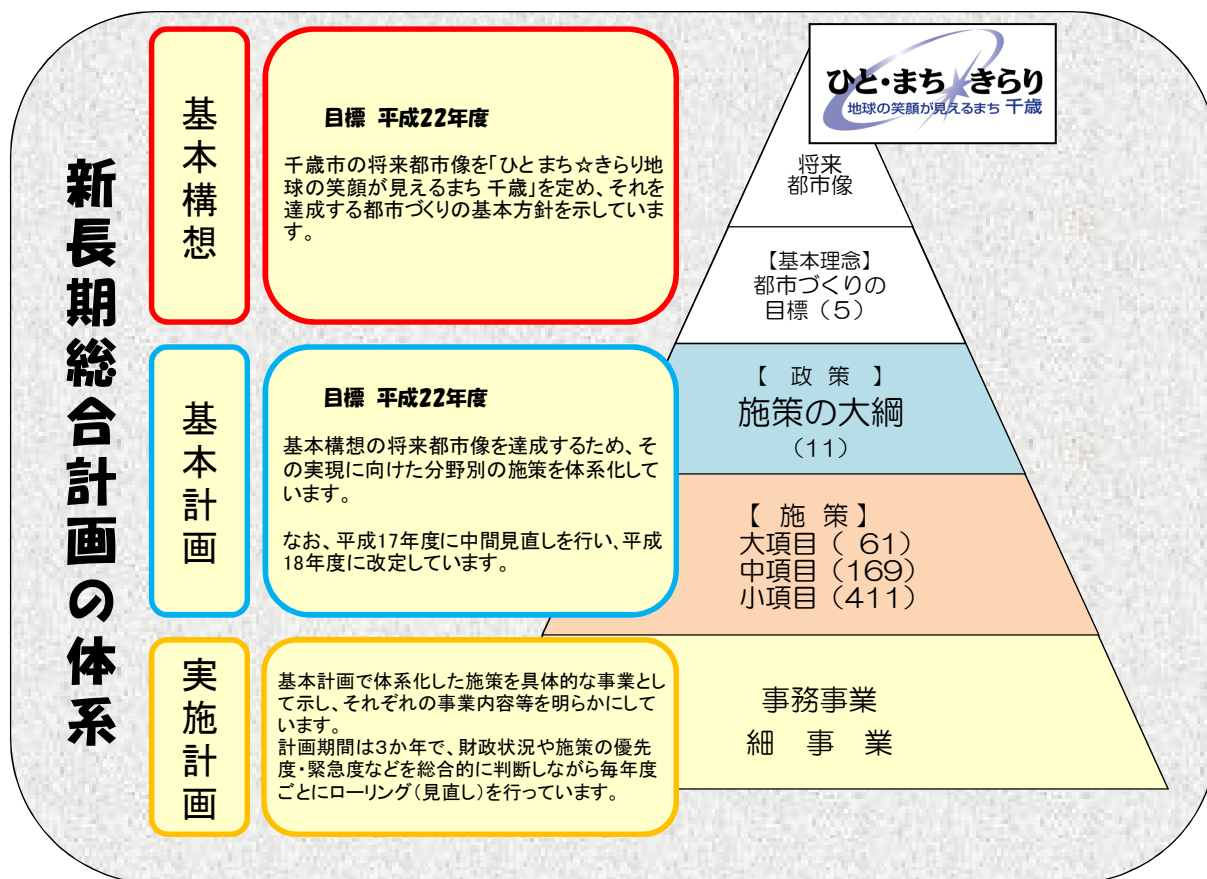 新長期総合計画の体系
基本構想
目標 平成22年度
千歳市の将来都市像を「ひと まち☆きらり地
球の笑顔が見えるまち 千歳」を定め、それを
達成する都市づくりの基本方針を示していま
す。
基本計画
目標 平成22年度
基本構想の将来都市像を達成するため、そ
の実現に向けた分野別の施策を体系化して
います。
なお、平成17年度に中間見直しを行い、平成
18年度に改定しています。
実施計画
基本計画で体系化した施策を具体的な事業とし
て示し、それぞれの事業内容等を明らかにして
います。
計画期間は3か年で、財政状況や施策の優先
度・緊急度などを総合的に判断しながら毎年度
ごとにローリング(見直し)を行っています。
ひと・まち★きらり
地球の笑顔が見えるまち 千歳
将来
都市像
【基本理念】
都市づくりの
目標(5)
【 政 策 】
施策の大綱
(11)
【 施 策 】
大項目( 61)
中項目(169)
小項目(411)
事務事業
細 事 業